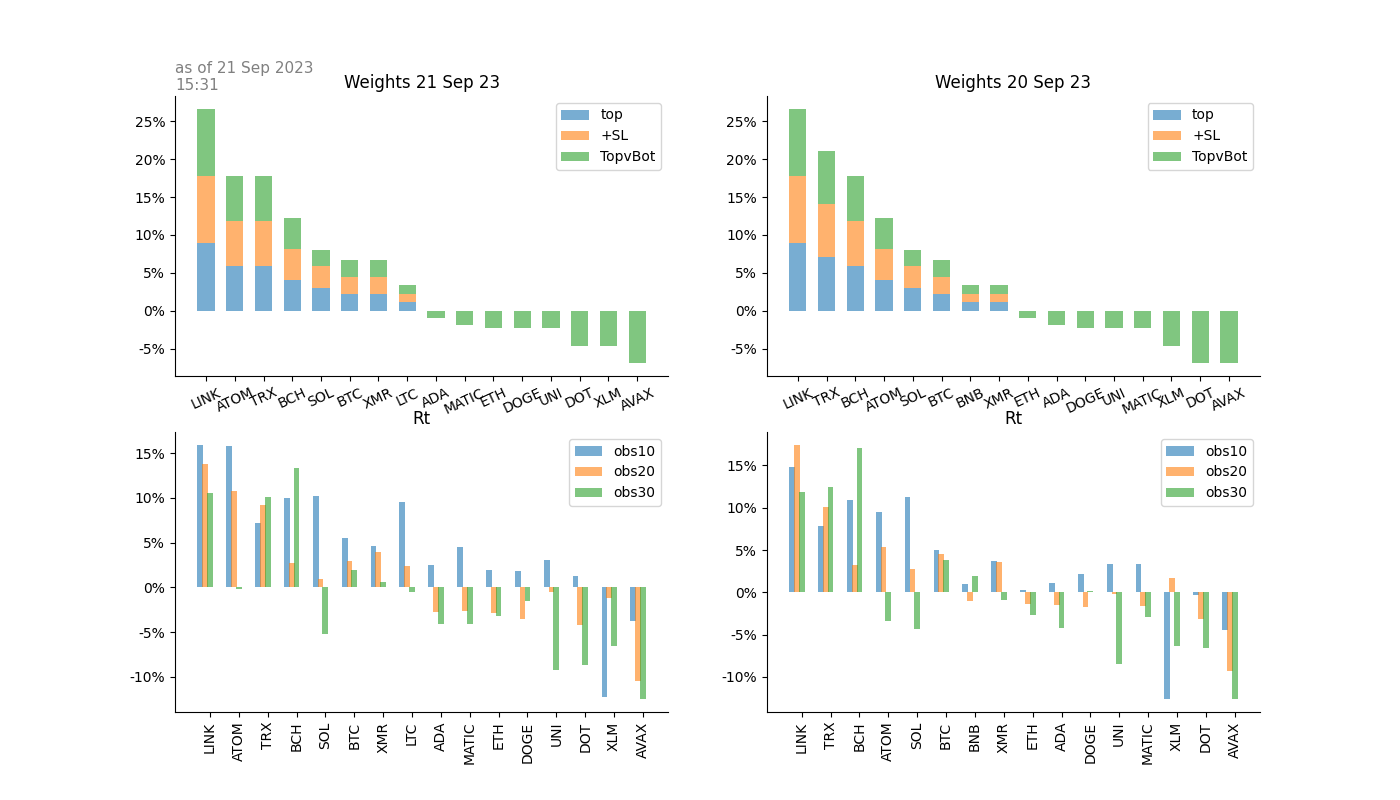 as of 21 Sep 2023
15:31
Weights 21 Sep 23
25%
20%
15%
10%
5%
0%
-5%
top
+SL
TopvBot
LINK ATOM TRX BCH SOL BTC XMR LTC ADA MATIC ETH DOGE UNI DOT XLM AVAX
Weights 20 Sep 23
25%
20%
15%
10%
5%
0%
-5%
top
+SL
TopvBot
LINK TRX BCH ATOM SOL BTC BNB XMR ETH ADA DOGE UNI MATIC XLM DOT AVAX
Rt
15%
10%
5%
0%
-5%
-10%
obs10
obs20
obs30
LINK ATOM TRX BCH SOL BTC XMR LTC ADA MATIC ETH DOGE UNI DOT XLM AVAX
Rt
15%
10%
5%
0%
-5%
-10%
obs10
obs20
obs30
LINK TRX BCH ATOM SOL BTC BNB XMR ETH ADA DOGE UNI MATIC XLM DOT AVAX